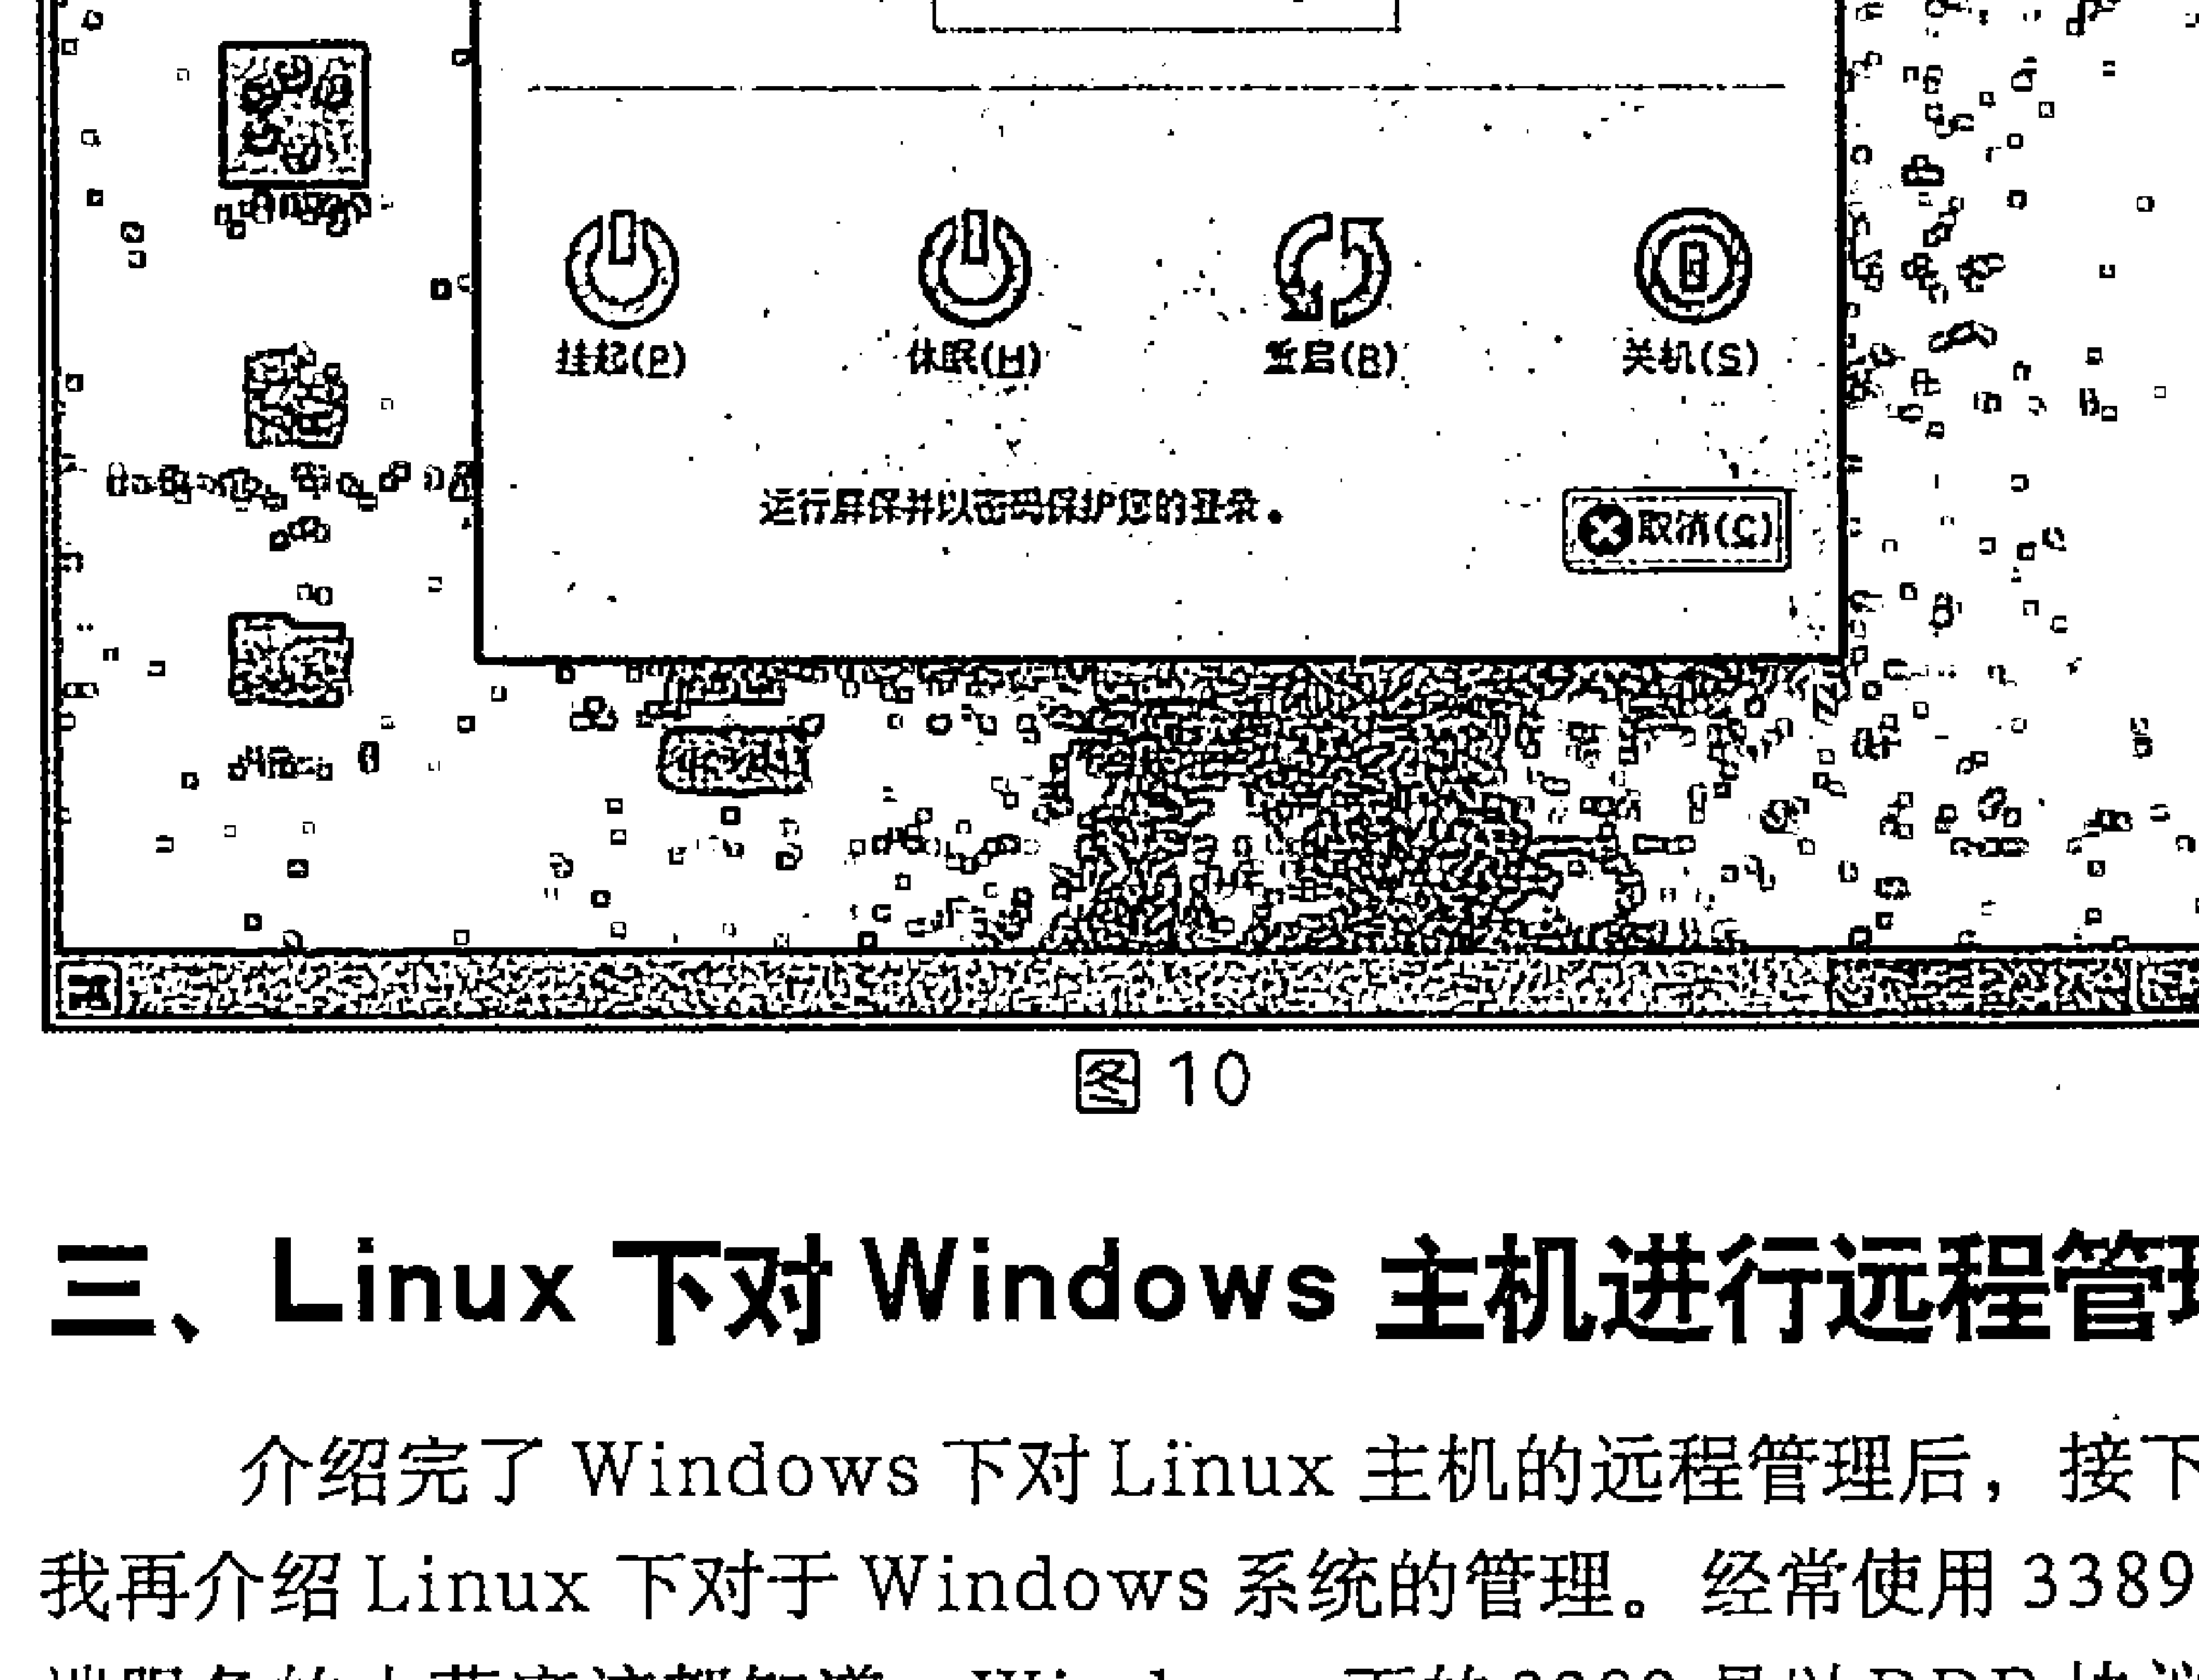 挂起(P) 休眠(H) 重启(R) 关机(S)
运行屏保并以密码保护您的登录。 取消(C)
图 10
三、Linux 下对 Windows 主机进行远程管
介绍完了 Windows 下对 Linux 主机的远程管理后，接下
我再介绍 Linux 下对于 Windows 系统的管理。经常使用 3389